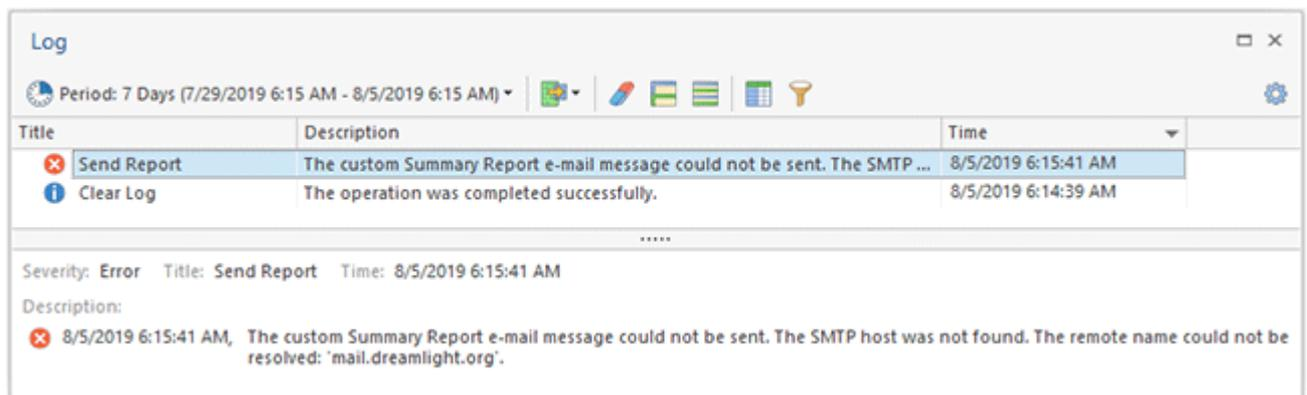 Log
Period: 7 Days (7/29/2019 6:15 AM - 8/5/2019 6:15 AM)
Title Description Time
Send Report The custom Summary Report e-mail message could not be sent. The SMTP ... 8/5/2019 6:15:41 AM
Clear Log The operation was completed successfully. 8/5/2019 6:14:39 AM
Severity: Error Title: Send Report Time: 8/5/2019 6:15:41 AM
Description:
8/5/2019 6:15:41 AM, The custom Summary Report e-mail message could not be sent. The SMTP host was not found. The remote name could not be
resolved: 'mail.dreamlight.org'.